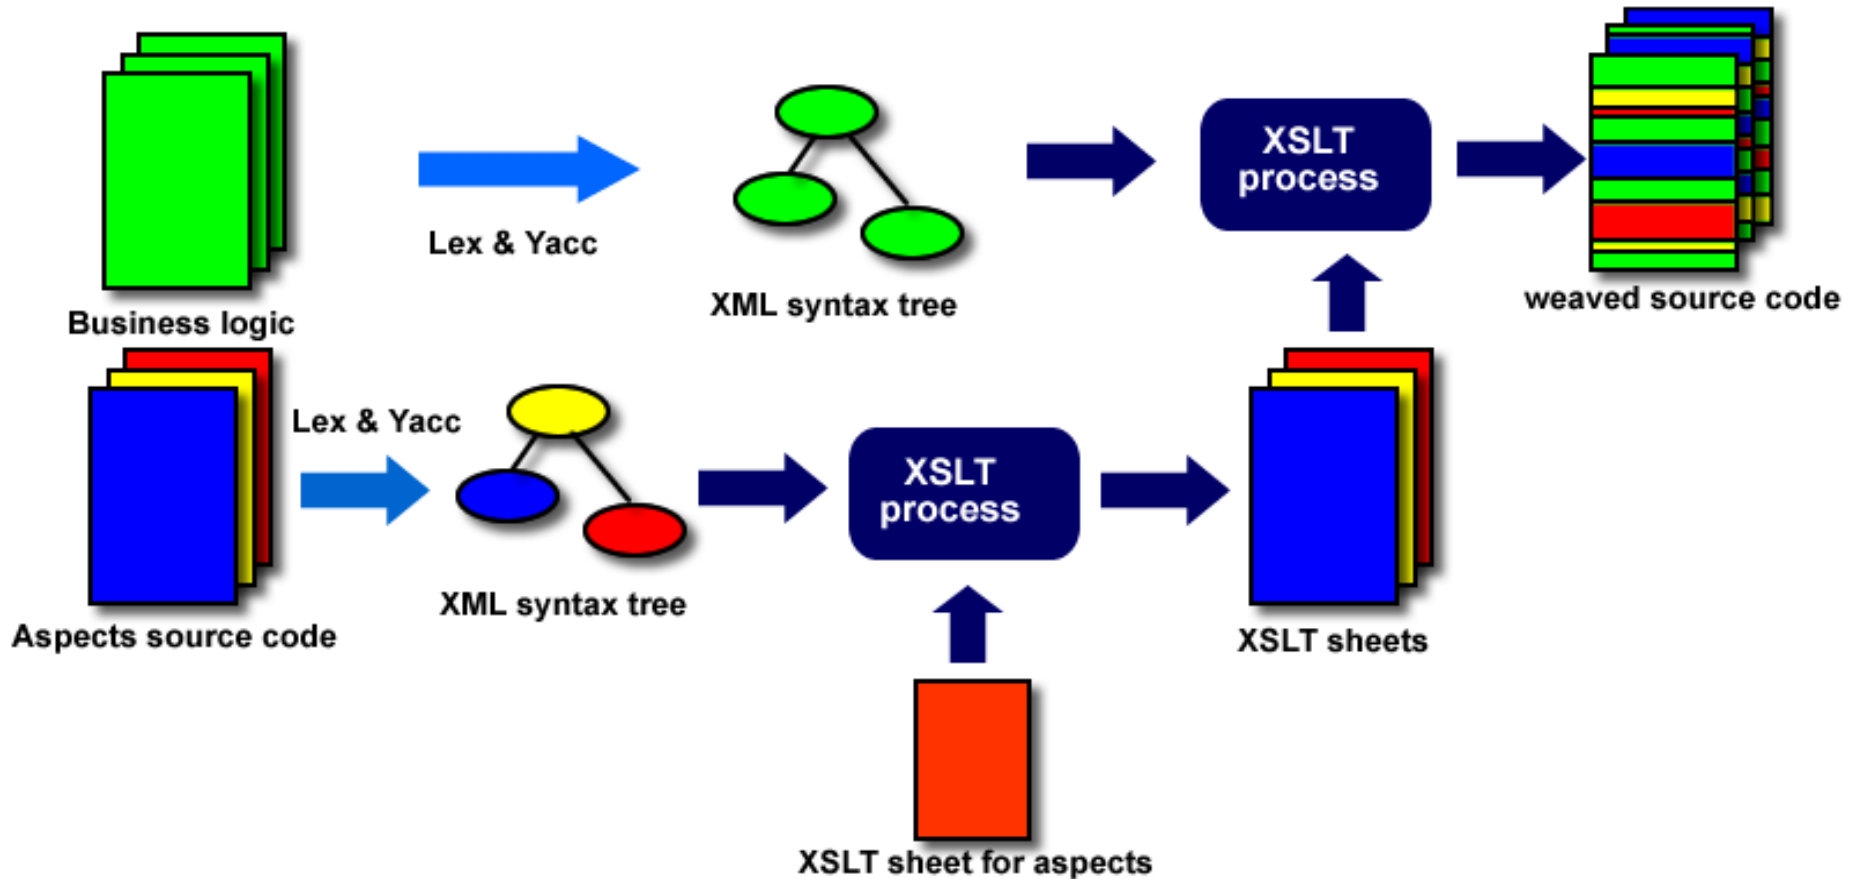 XSLT
process
Lex & Yacc
XML syntax tree
weaved source code
Business logic
Lex & Yacc
XSLT
process
XML syntax tree
Aspects source code
XSLT sheets
XSLT sheet for aspects